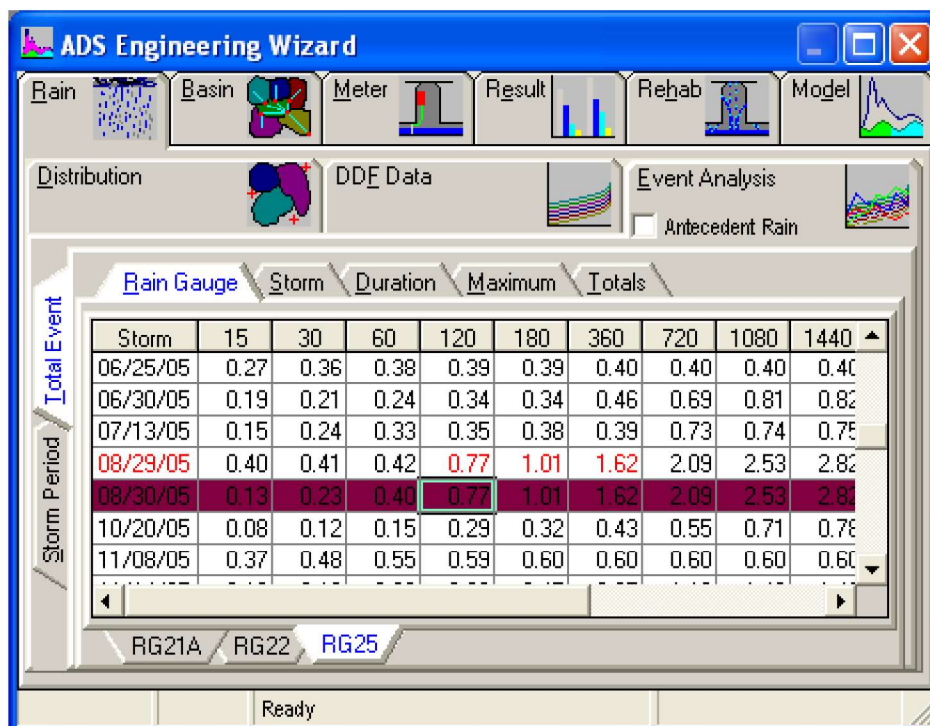 ADS Engineering Wizard
Rain Basin Meter Result Rehab Model
Distribution DDF Data Event Analysis
Antecedent Rain
Total Event
Storm Period
Rain Gauge Storm Duration Maximum Totals
Storm 15 30 60 120 180 360 720 1080 1440
06/25/05 0.27 0.36 0.38 0.39 0.39 0.40 0.40 0.40 0.40
06/30/05 0.19 0.21 0.24 0.34 0.34 0.46 0.69 0.81 0.82
07/13/05 0.15 0.24 0.33 0.35 0.38 0.39 0.73 0.74 0.75
08/29/05 0.40 0.41 0.42 0.77 1.01 1.62 2.09 2.53 2.82
08/30/05 0.13 0.23 0.40 0.77 1.01 1.62 2.09 2.53 2.82
10/20/05 0.08 0.12 0.15 0.29 0.32 0.43 0.55 0.71 0.78
11/08/05 0.37 0.48 0.55 0.59 0.60 0.60 0.60 0.60 0.60
RG21A RG22 RG25
Ready